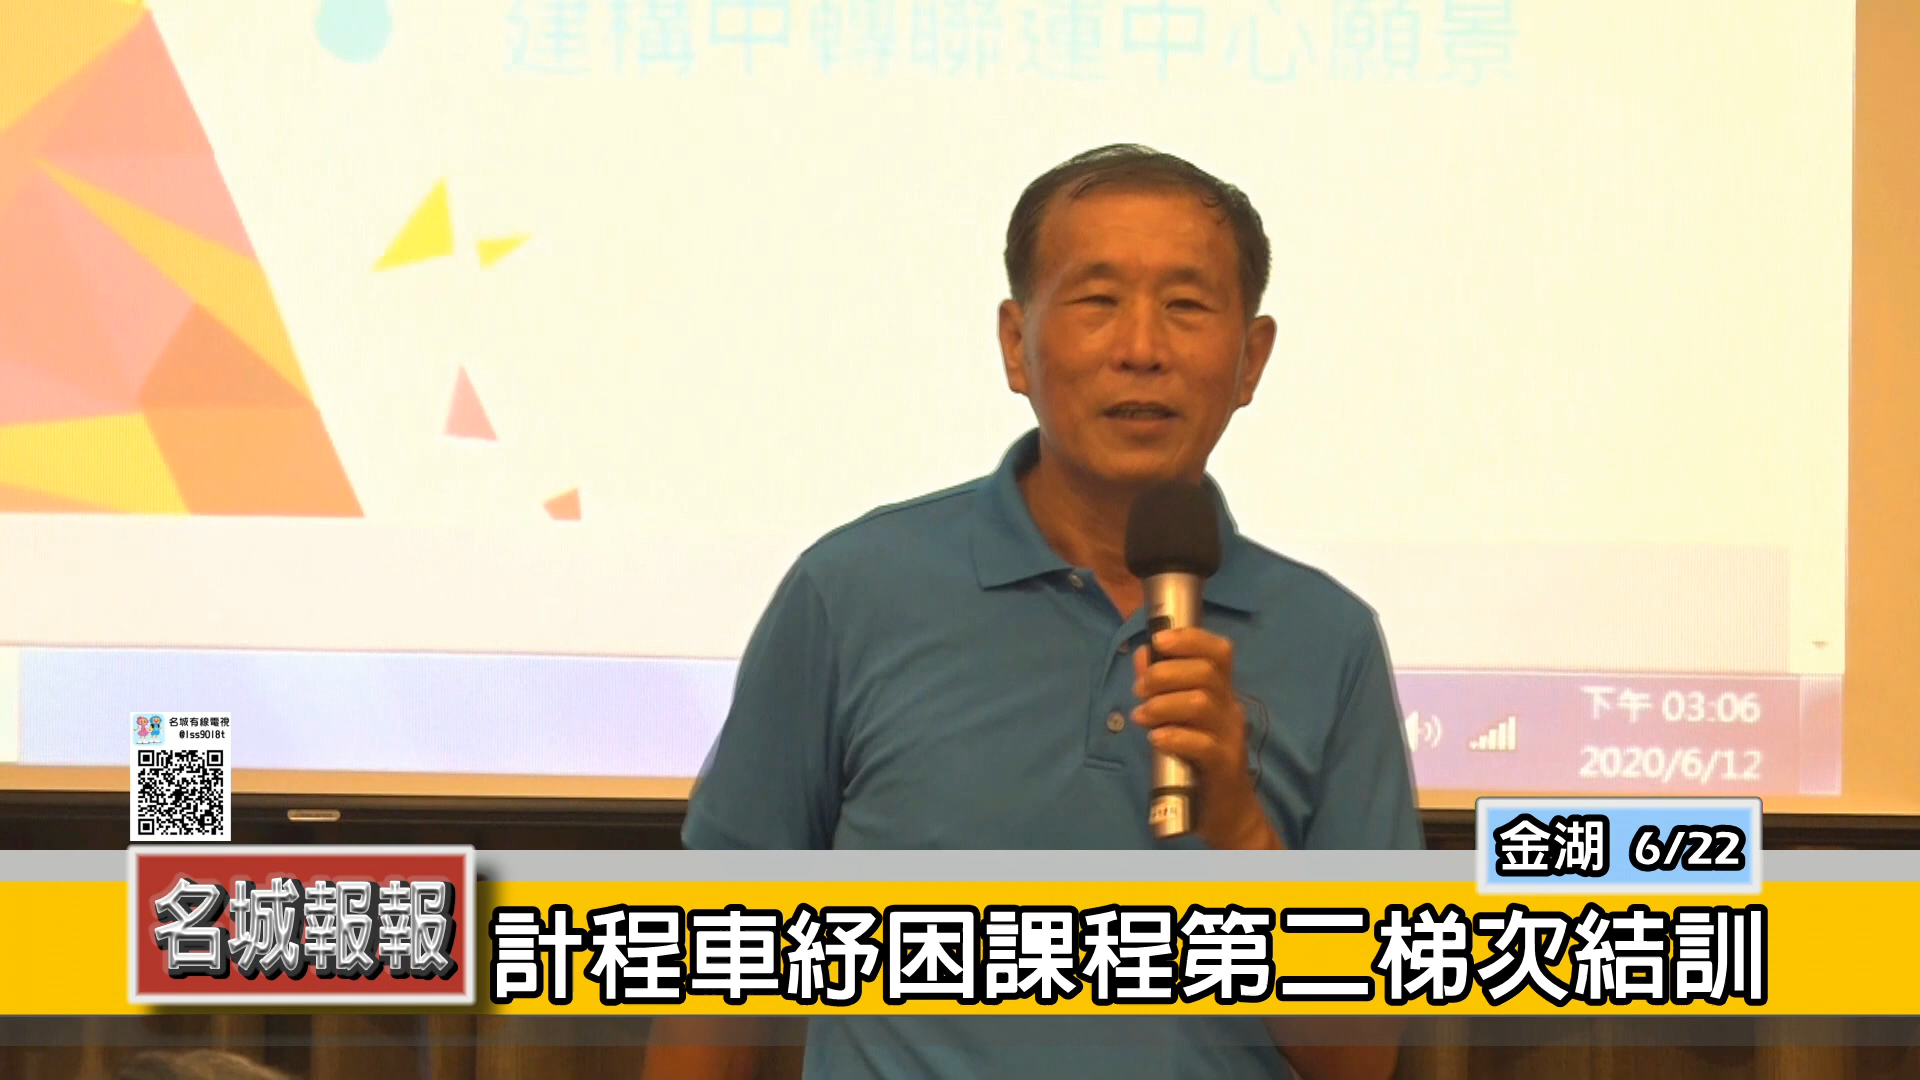 建構中轉聯運中心願景
下午 03:06
2020/6/12
名城有線電視
@lss9018t
金湖 6/22
名城報報
計程車紓困課程第二梯次結訓